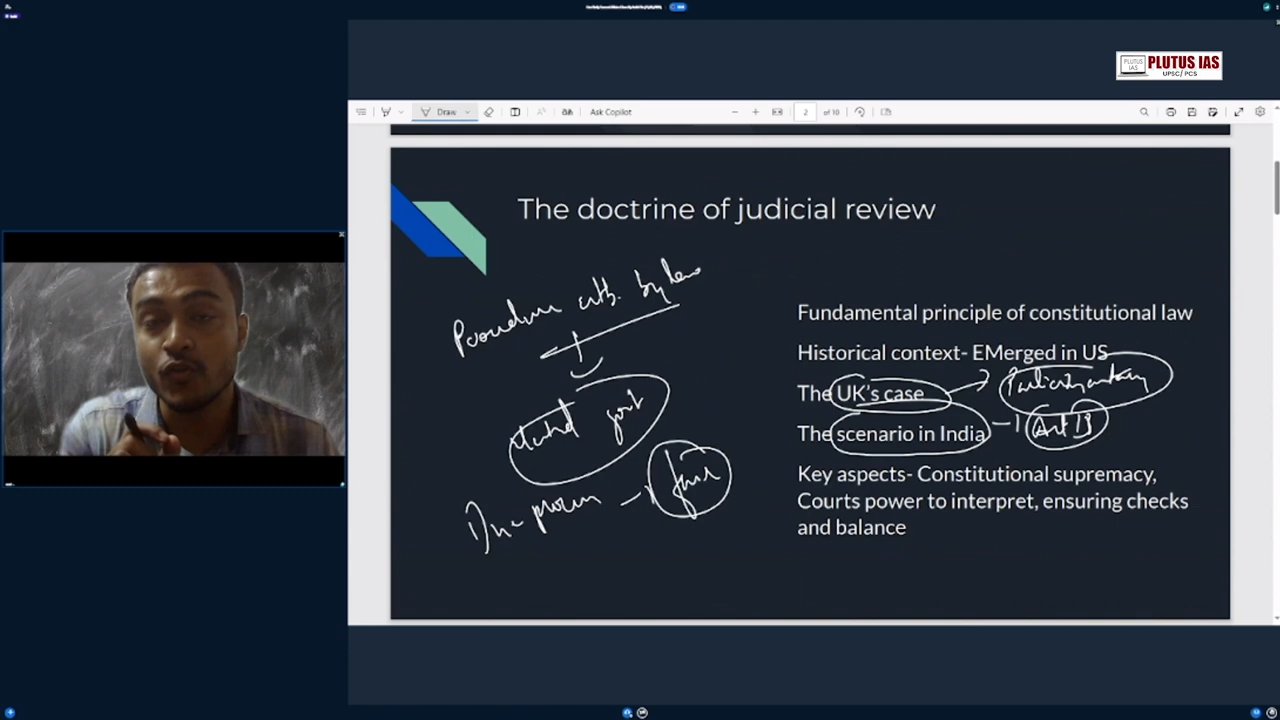 PLUTUS IAS
UPSC/ PCS
PLUTUS
IAS
Draw
Ask Copilot
2
of 10
The doctrine of judicial review
Procedure estb. by law
Due process
Fundamental principle of constitutional law
Historical context- EMerged in US
The UK's case
Parliamentary
The scenario in India
Art 13
Key aspects- Constitutional supremacy,
Courts power to interpret, ensuring checks
and balance